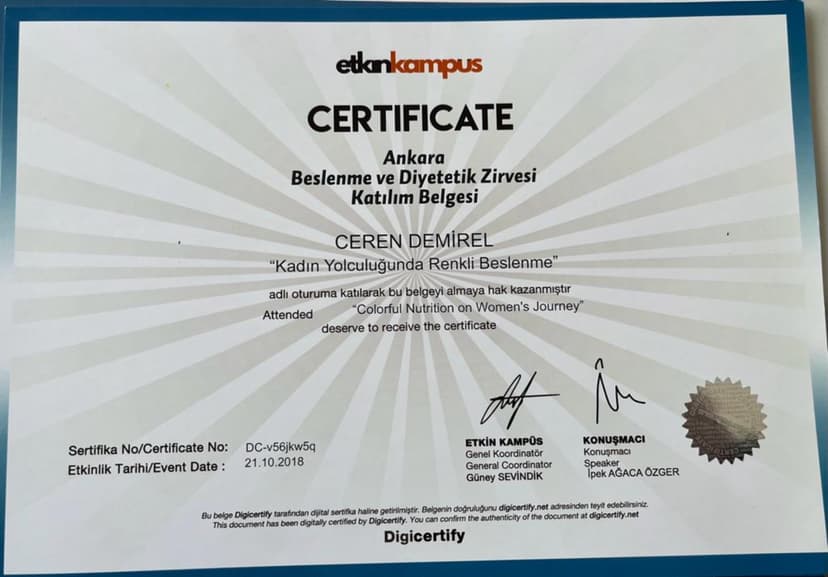 etkinkampus
CERTIFICATE
Ankara
Beslenme ve Diyetetik Zirvesi
Katılım Belgesi
CEREN DEMİREL
“Kadın Yolculuğunda Renkli Beslenme”
adlı oturuma katılarak bu belgeyi almaya hak kazanmıştır
Attended “Colorful Nutrition on Women's Journey”
deserve to receive the certificate
Sertifika No/Certificate No: DC-v56jkw5q
Etkinlik Tarihi/Event Date : 21.10.2018
ETKİN KAMPÜS
Genel Koordinatör
General Coordinator
Güney SEVİNDİK
KONUŞMACI
Konuşmacı
Speaker
İpek AĞACA ÖZGER
Bu belge Digicertify tarafından dijital sertifika haline getirilmiştir. Belgenin doğruluğunu digicertify.net adresinden teyit edebilirsiniz.
This document has been digitally certified by Digicertify. You can confirm the authenticity of the document at digicertify.net
Digicertify